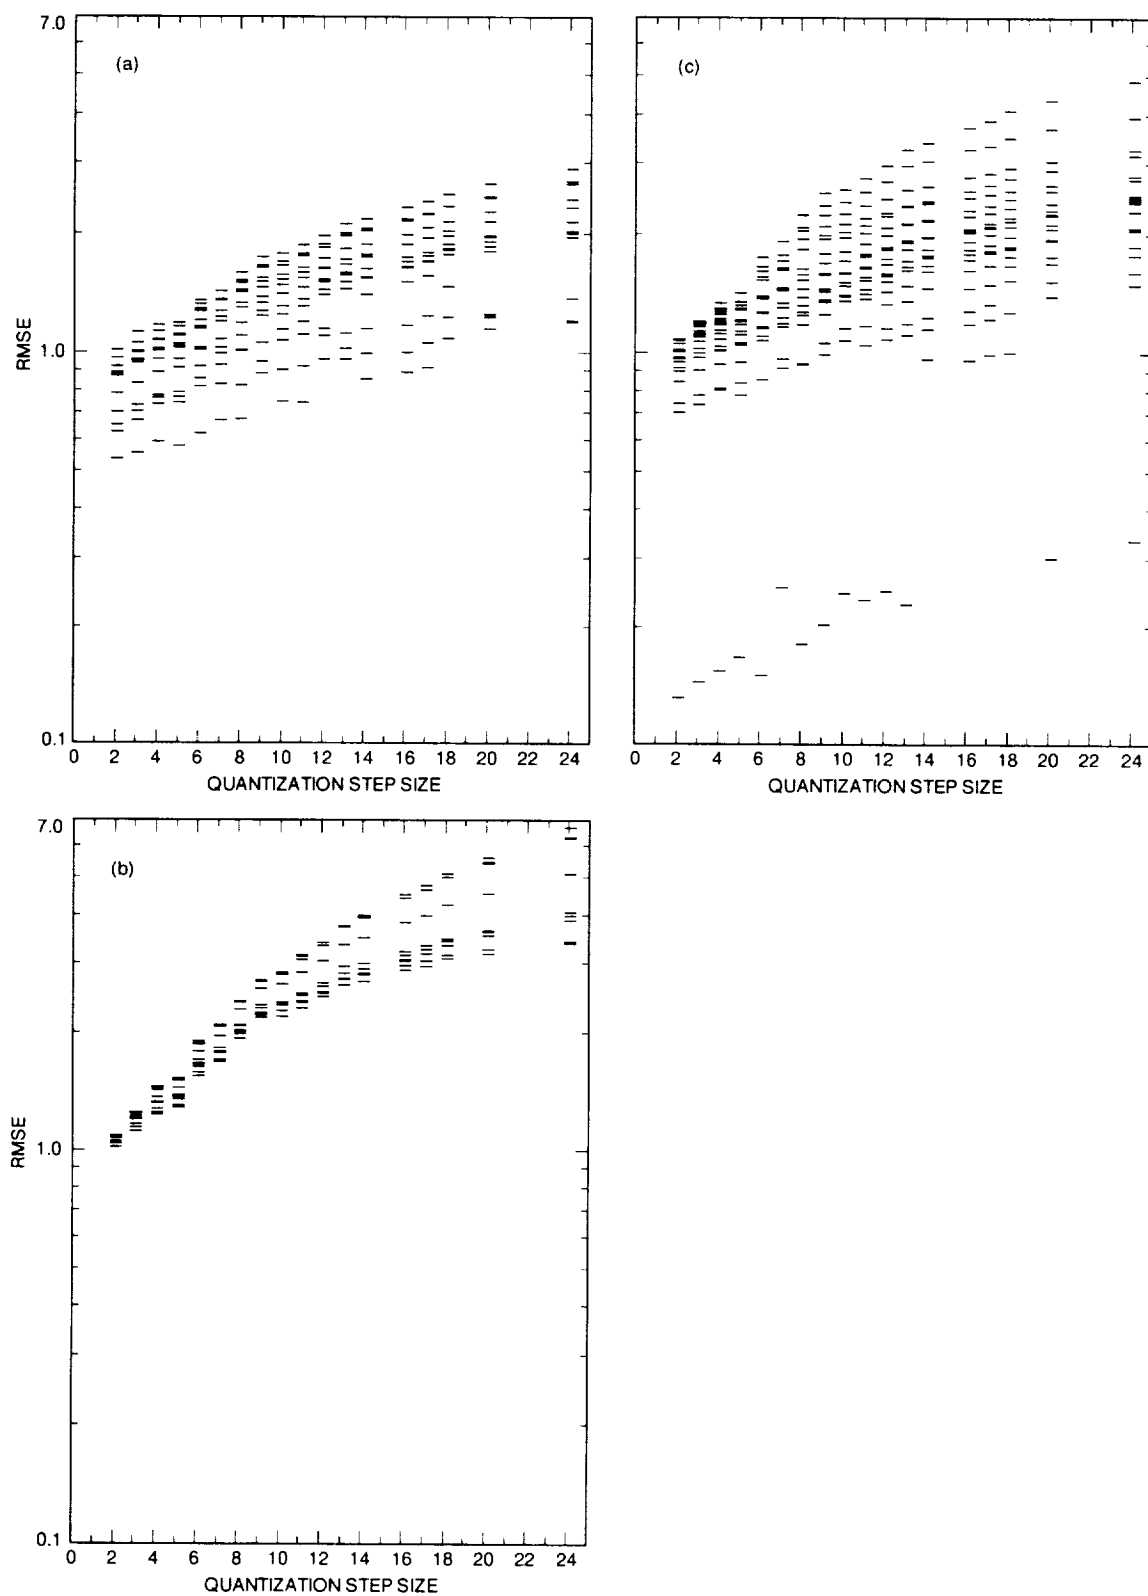 7.0
(a)
1.0
RMSE
0.1
0 2 4 6 8 10 12 14 16 18 20 22 24
QUANTIZATION STEP SIZE
(c)
0 2 4 6 8 10 12 14 16 18 20 22 24
QUANTIZATION STEP SIZE
7.0
(b)
RMSE
1.0
0.1
0 2 4 6 8 10 12 14 16 18 20 22 24
QUANTIZATION STEP SIZE